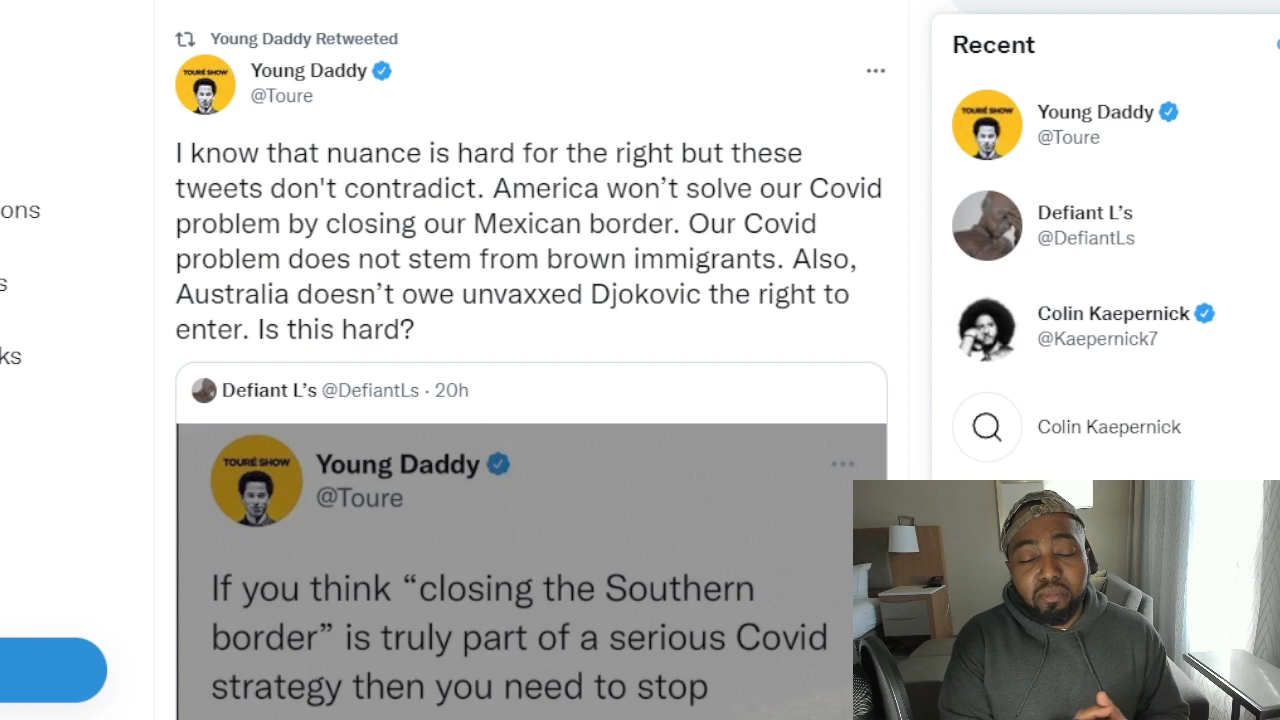 Young Daddy Retweeted
TOURÉ SHOW
Young Daddy
@Toure
I know that nuance is hard for the right but these
tweets don't contradict. America won’t solve our Covid
problem by closing our Mexican border. Our Covid
problem does not stem from brown immigrants. Also,
Australia doesn’t owe unvaxxed Djokovic the right to
enter. Is this hard?
Defiant L’s @DefiantLs · 20h
TOURÉ SHOW
Young Daddy
@Toure
If you think “closing the Southern
border” is truly part of a serious Covid
strategy then you need to stop
ons
s
ks
Recent
TOURÉ SHOW
Young Daddy
@Toure
Defiant L’s
@DefiantLs
Colin Kaepernick
@Kaepernick7
Colin Kaepernick